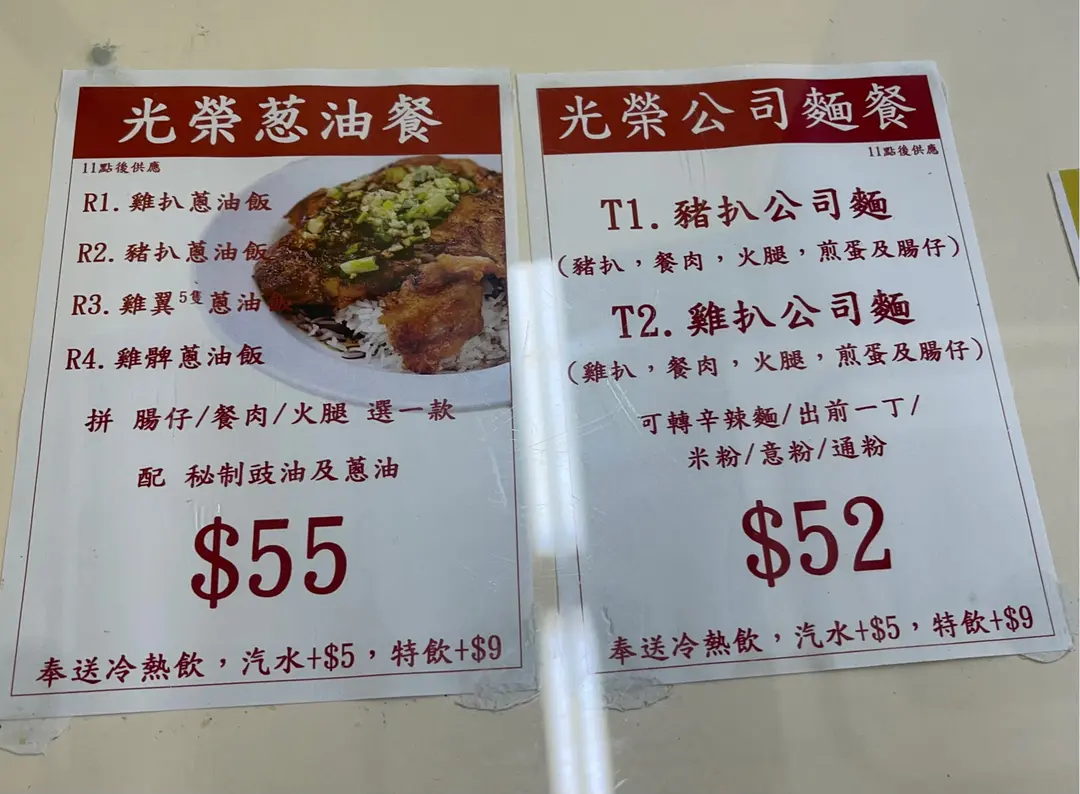 光榮葱油餐
11點後供應
R1. 雞扒蔥油飯
R2. 豬扒蔥油飯
R3. 雞翼5隻蔥油飯
R4. 雞髀蔥油飯
拼 腸仔/餐肉/火腿 選一款
配 秘制豉油及蔥油
$55
奉送冷熱飲，汽水+$5，特飲+$9
光榮公司麵餐
11點後供應
T1. 豬扒公司麵
(豬扒，餐肉，火腿，煎蛋及腸仔)
T2. 雞扒公司麵
(雞扒，餐肉，火腿，煎蛋及腸仔)
可轉辛辣麵/出前一丁/
米粉/意粉/通粉
$52
奉送冷熱飲，汽水+$5，特飲+$9